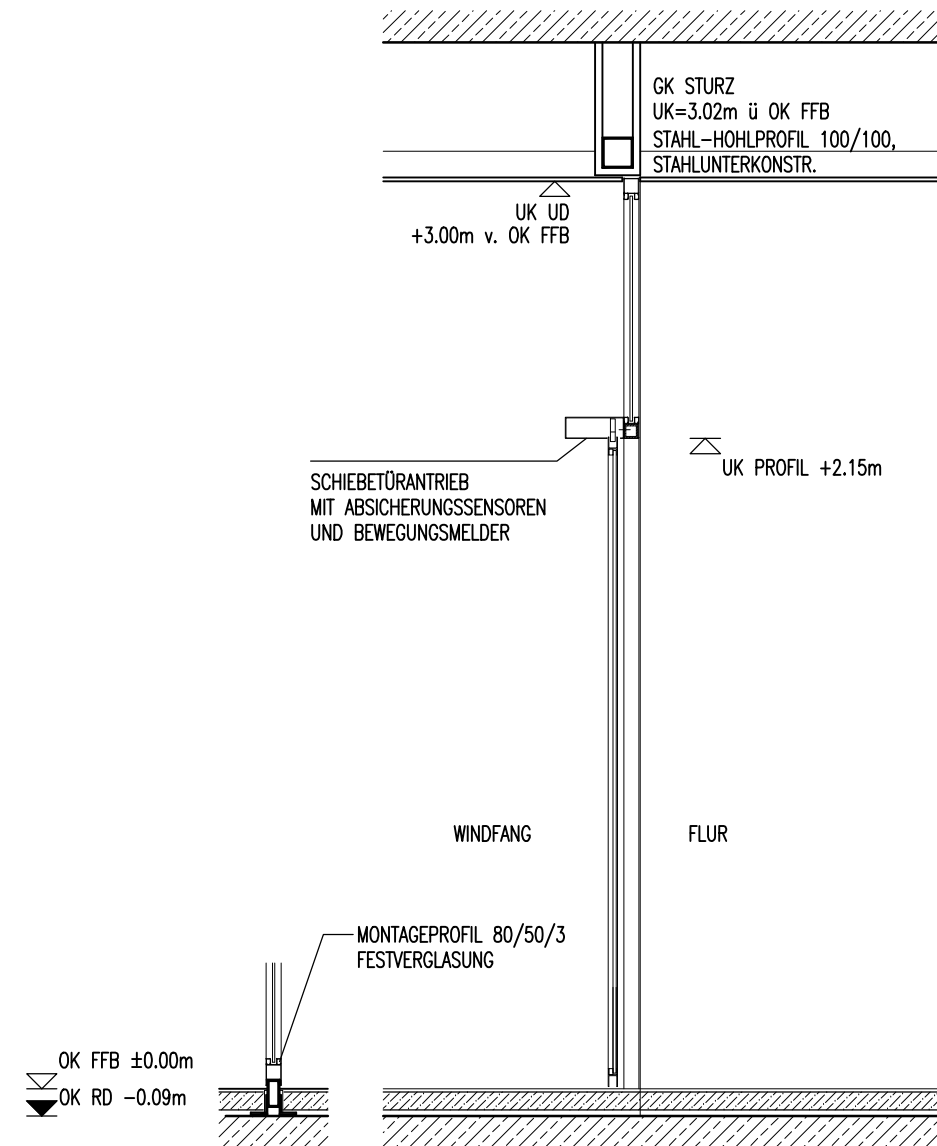 GK STURZ
UK=3.02m ü OK FFB
STAHL-HOHLPROFIL 100/100,
STAHLUNTERKONSTR.
UK UD
+3.00m v. OK FFB
UK PROFIL +2.15m
SCHIEBETÜRANTRIEB
MIT ABSICHERUNGSSENSOREN
UND BEWEGUNGSMELDER
WINDFANG
FLUR
MONTAGEPROFIL 80/50/3
FESTVERGLASUNG
OK FFB ±0.00m
OK RD -0.09m